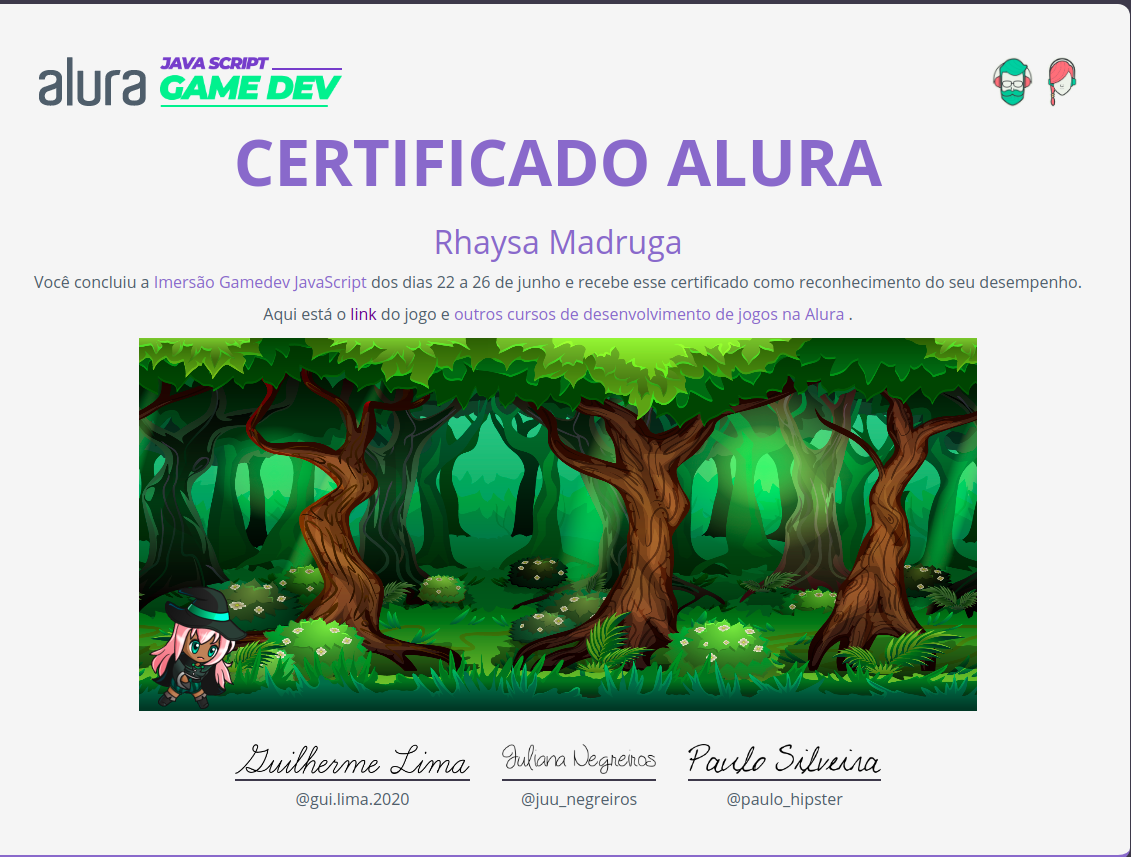 alura JAVA SCRIPT
GAME DEV
CERTIFICADO ALURA
Rhaysa Madruga
Você concluiu a Imersão Gamedev JavaScript dos dias 22 a 26 de junho e recebe esse certificado como reconhecimento do seu desempenho.
Aqui está o link do jogo e outros cursos de desenvolvimento de jogos na Alura .
Guilherme Lima Juliana Negreiros Paulo Silveira
@gui.lima.2020 @juu_negreiros @paulo_hipster